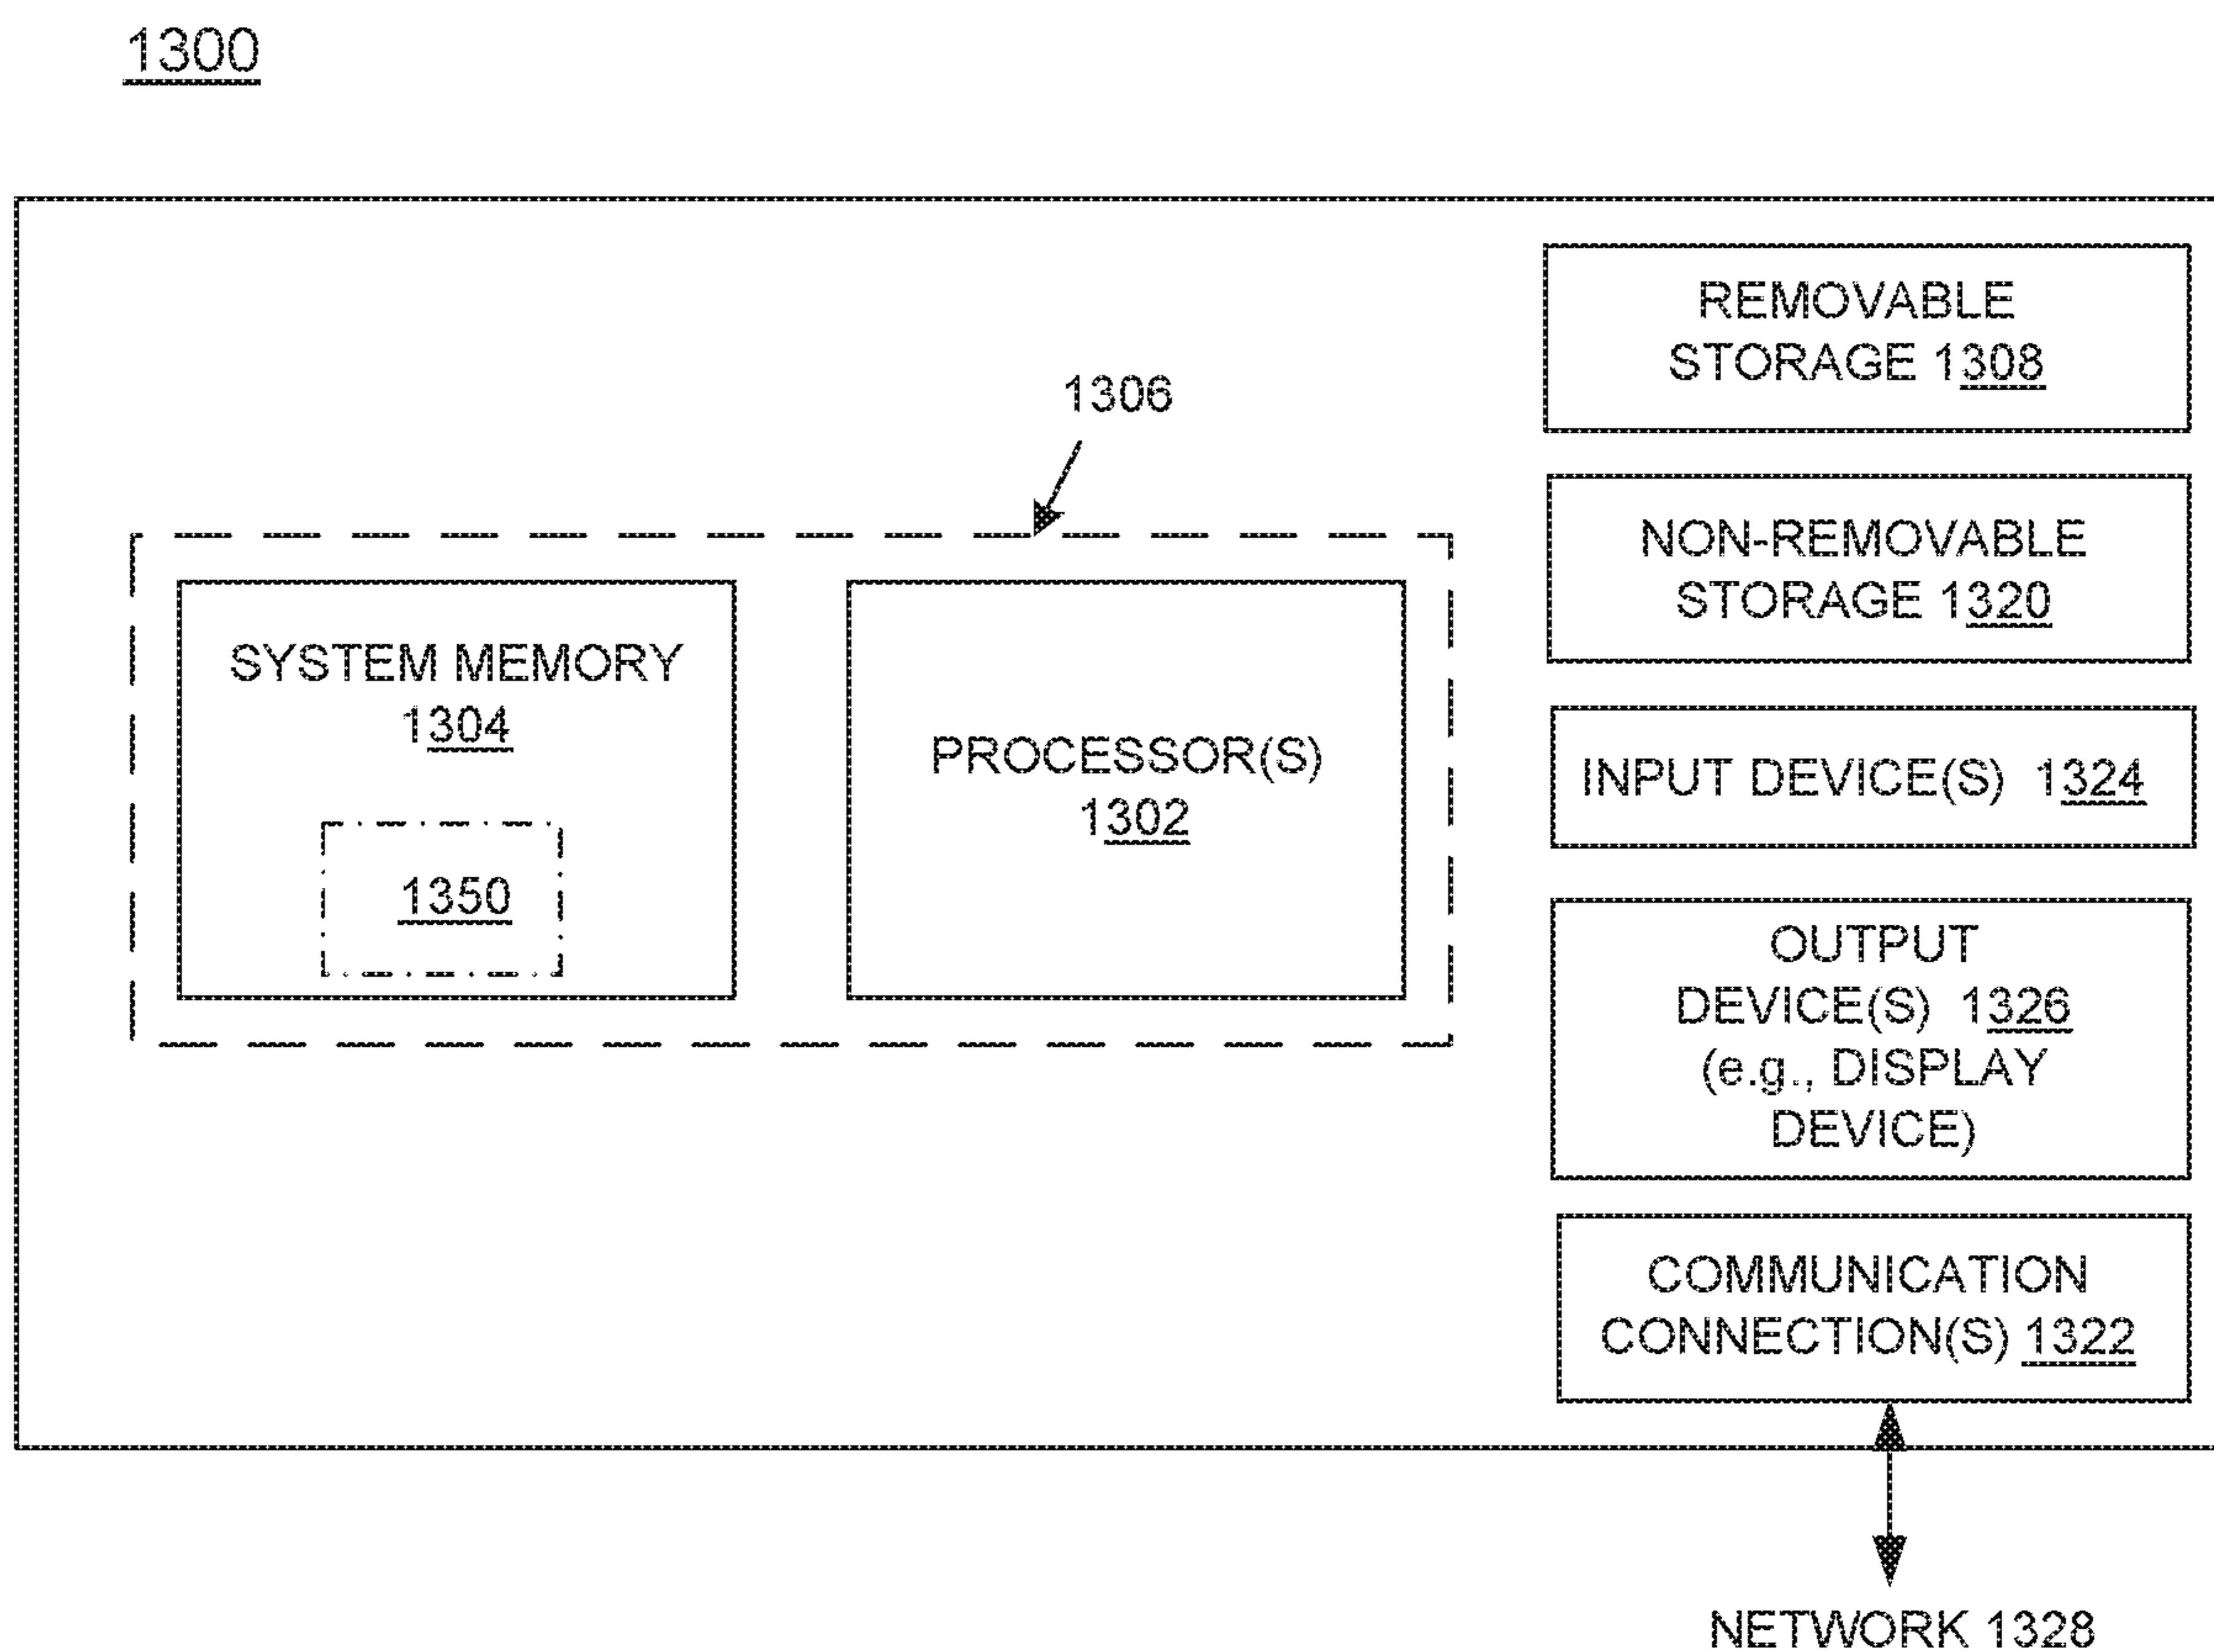 1300
1306
SYSTEM MEMORY
1304
1350
PROCESSOR(S)
1302
REMOVABLE
STORAGE 1308
NON-REMOVABLE
STORAGE 1320
INPUT DEVICE(S) 1324
OUTPUT
DEVICE(S) 1326
(e.g., DISPLAY
DEVICE)
COMMUNICATION
CONNECTION(S) 1322
NETWORK 1328